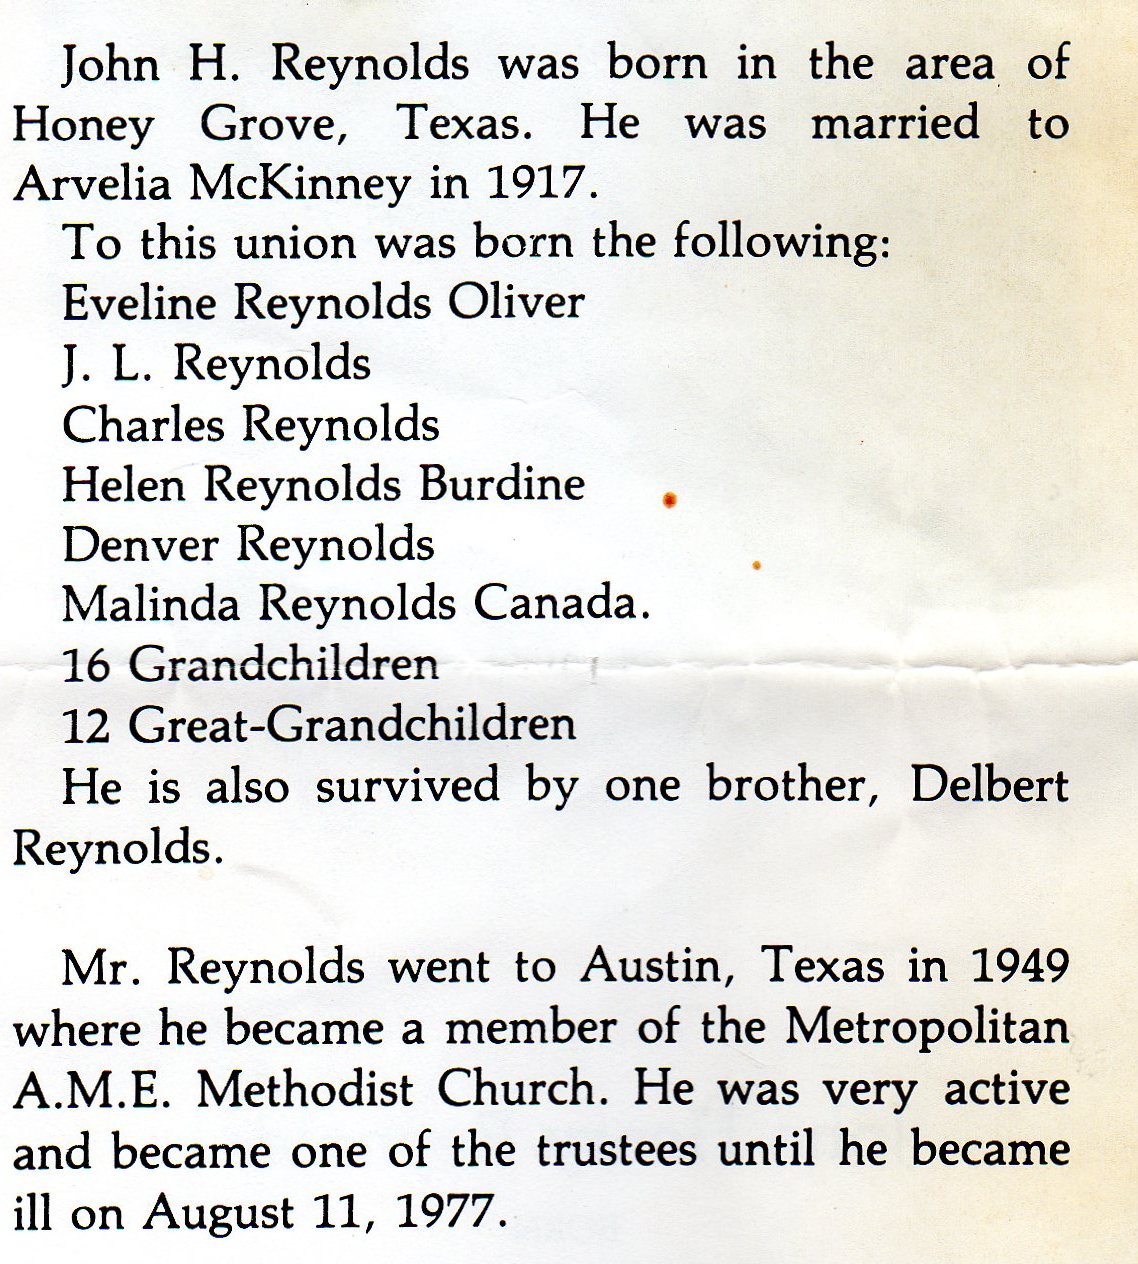 John H. Reynolds was born in the area of
Honey Grove, Texas. He was married to
Arvelia McKinney in 1917.
To this union was born the following:
Eveline Reynolds Oliver
J. L. Reynolds
Charles Reynolds
Helen Reynolds Burdine
Denver Reynolds
Malinda Reynolds Canada.
16 Grandchildren
12 Great-Grandchildren
He is also survived by one brother, Delbert
Reynolds.
Mr. Reynolds went to Austin, Texas in 1949
where he became a member of the Metropolitan
A.M.E. Methodist Church. He was very active
and became one of the trustees until he became
ill on August 11, 1977.